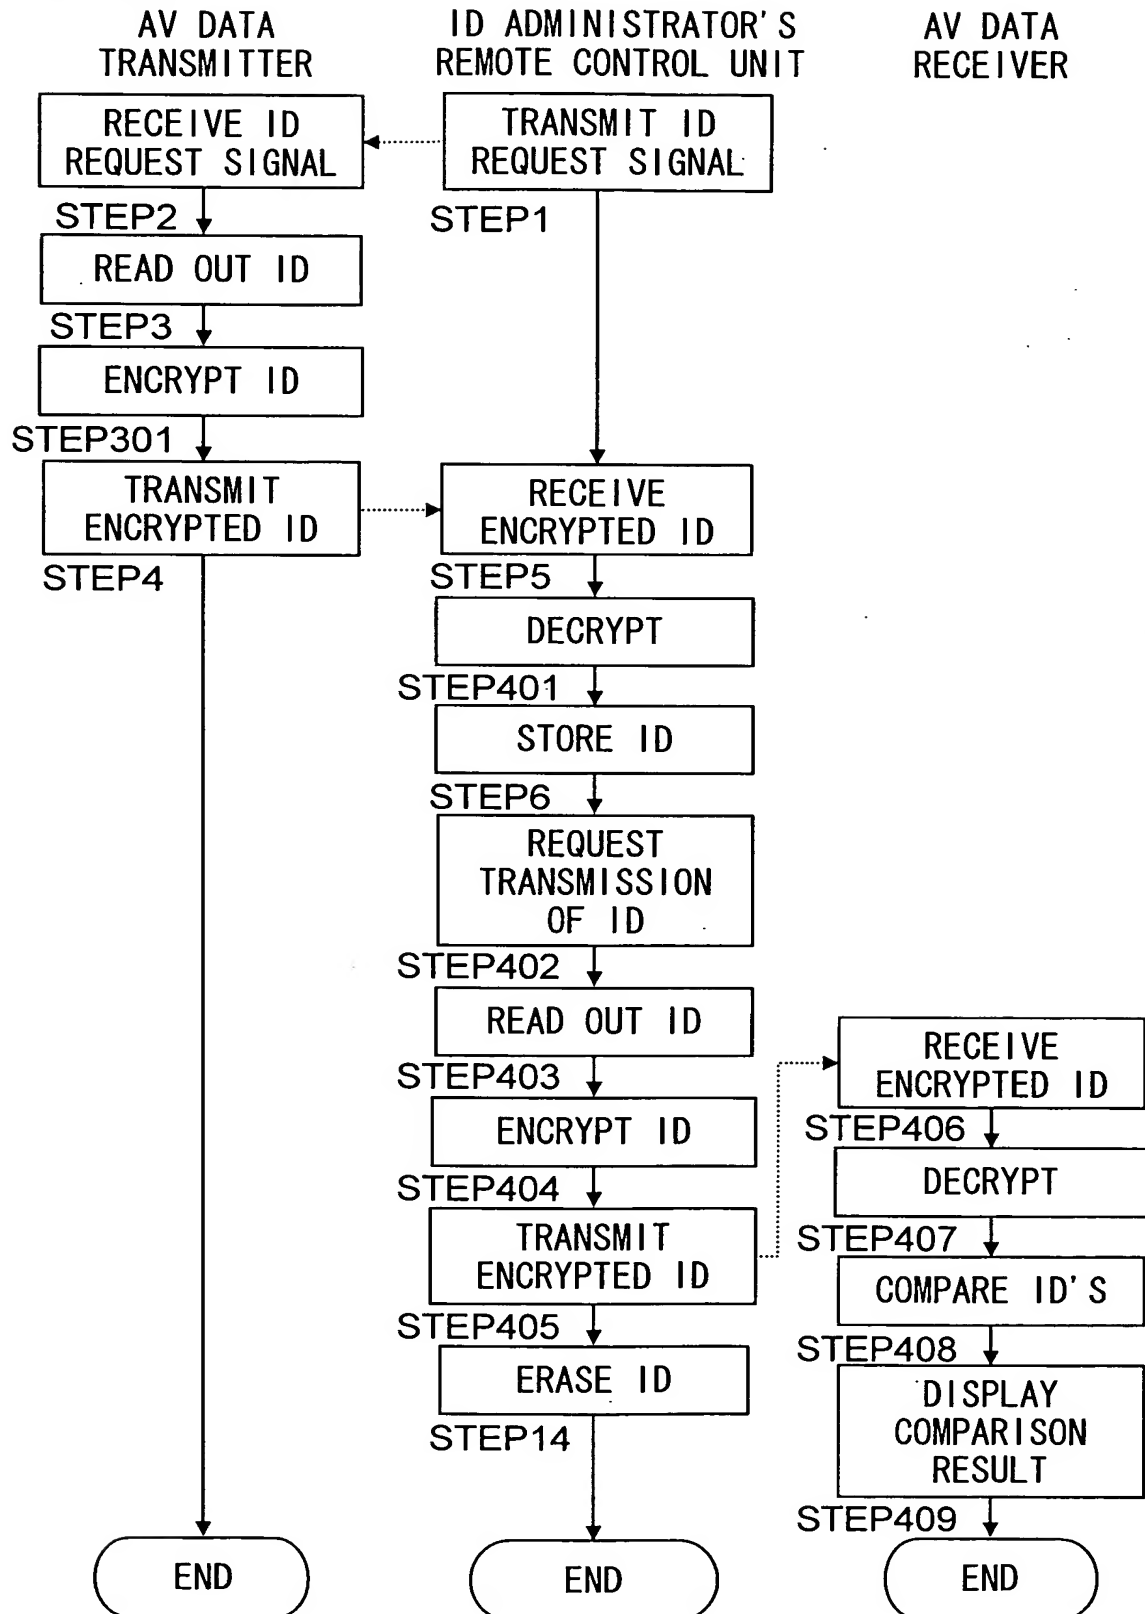 AV DATA
TRANSMITTER
RECEIVE ID
REQUEST SIGNAL
STEP2
READ OUT ID
STEP3
ENCRYPT ID
STEP301
TRANSMIT
ENCRYPTED ID
STEP4
END
ID ADMINISTRATOR'S
REMOTE CONTROL UNIT
TRANSMIT ID
REQUEST SIGNAL
STEP1
RECEIVE
ENCRYPTED ID
STEP5
DECRYPT
STEP401
STORE ID
STEP6
REQUEST
TRANSMISSION
OF ID
STEP402
READ OUT ID
STEP403
ENCRYPT ID
STEP404
TRANSMIT
ENCRYPTED ID
STEP405
ERASE ID
STEP14
END
AV DATA
RECEIVER
RECEIVE
ENCRYPTED ID
STEP406
DECRYPT
STEP407
COMPARE ID'S
STEP408
DISPLAY
COMPARISON
RESULT
STEP409
END